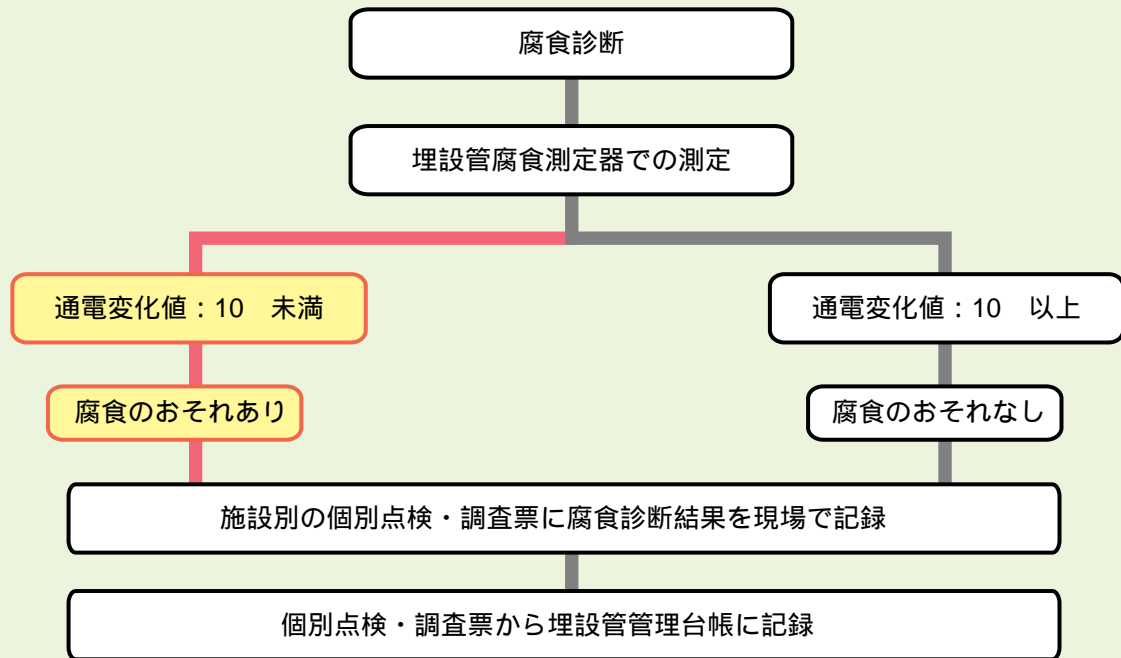 腐食診断
埋設管腐食測定器での測定
通電変化値：10　未満
通電変化値：10　以上
腐食のおそれあり
腐食のおそれなし
施設別の個別点検・調査票に腐食診断結果を現場で記録
個別点検・調査票から埋設管管理台帳に記録